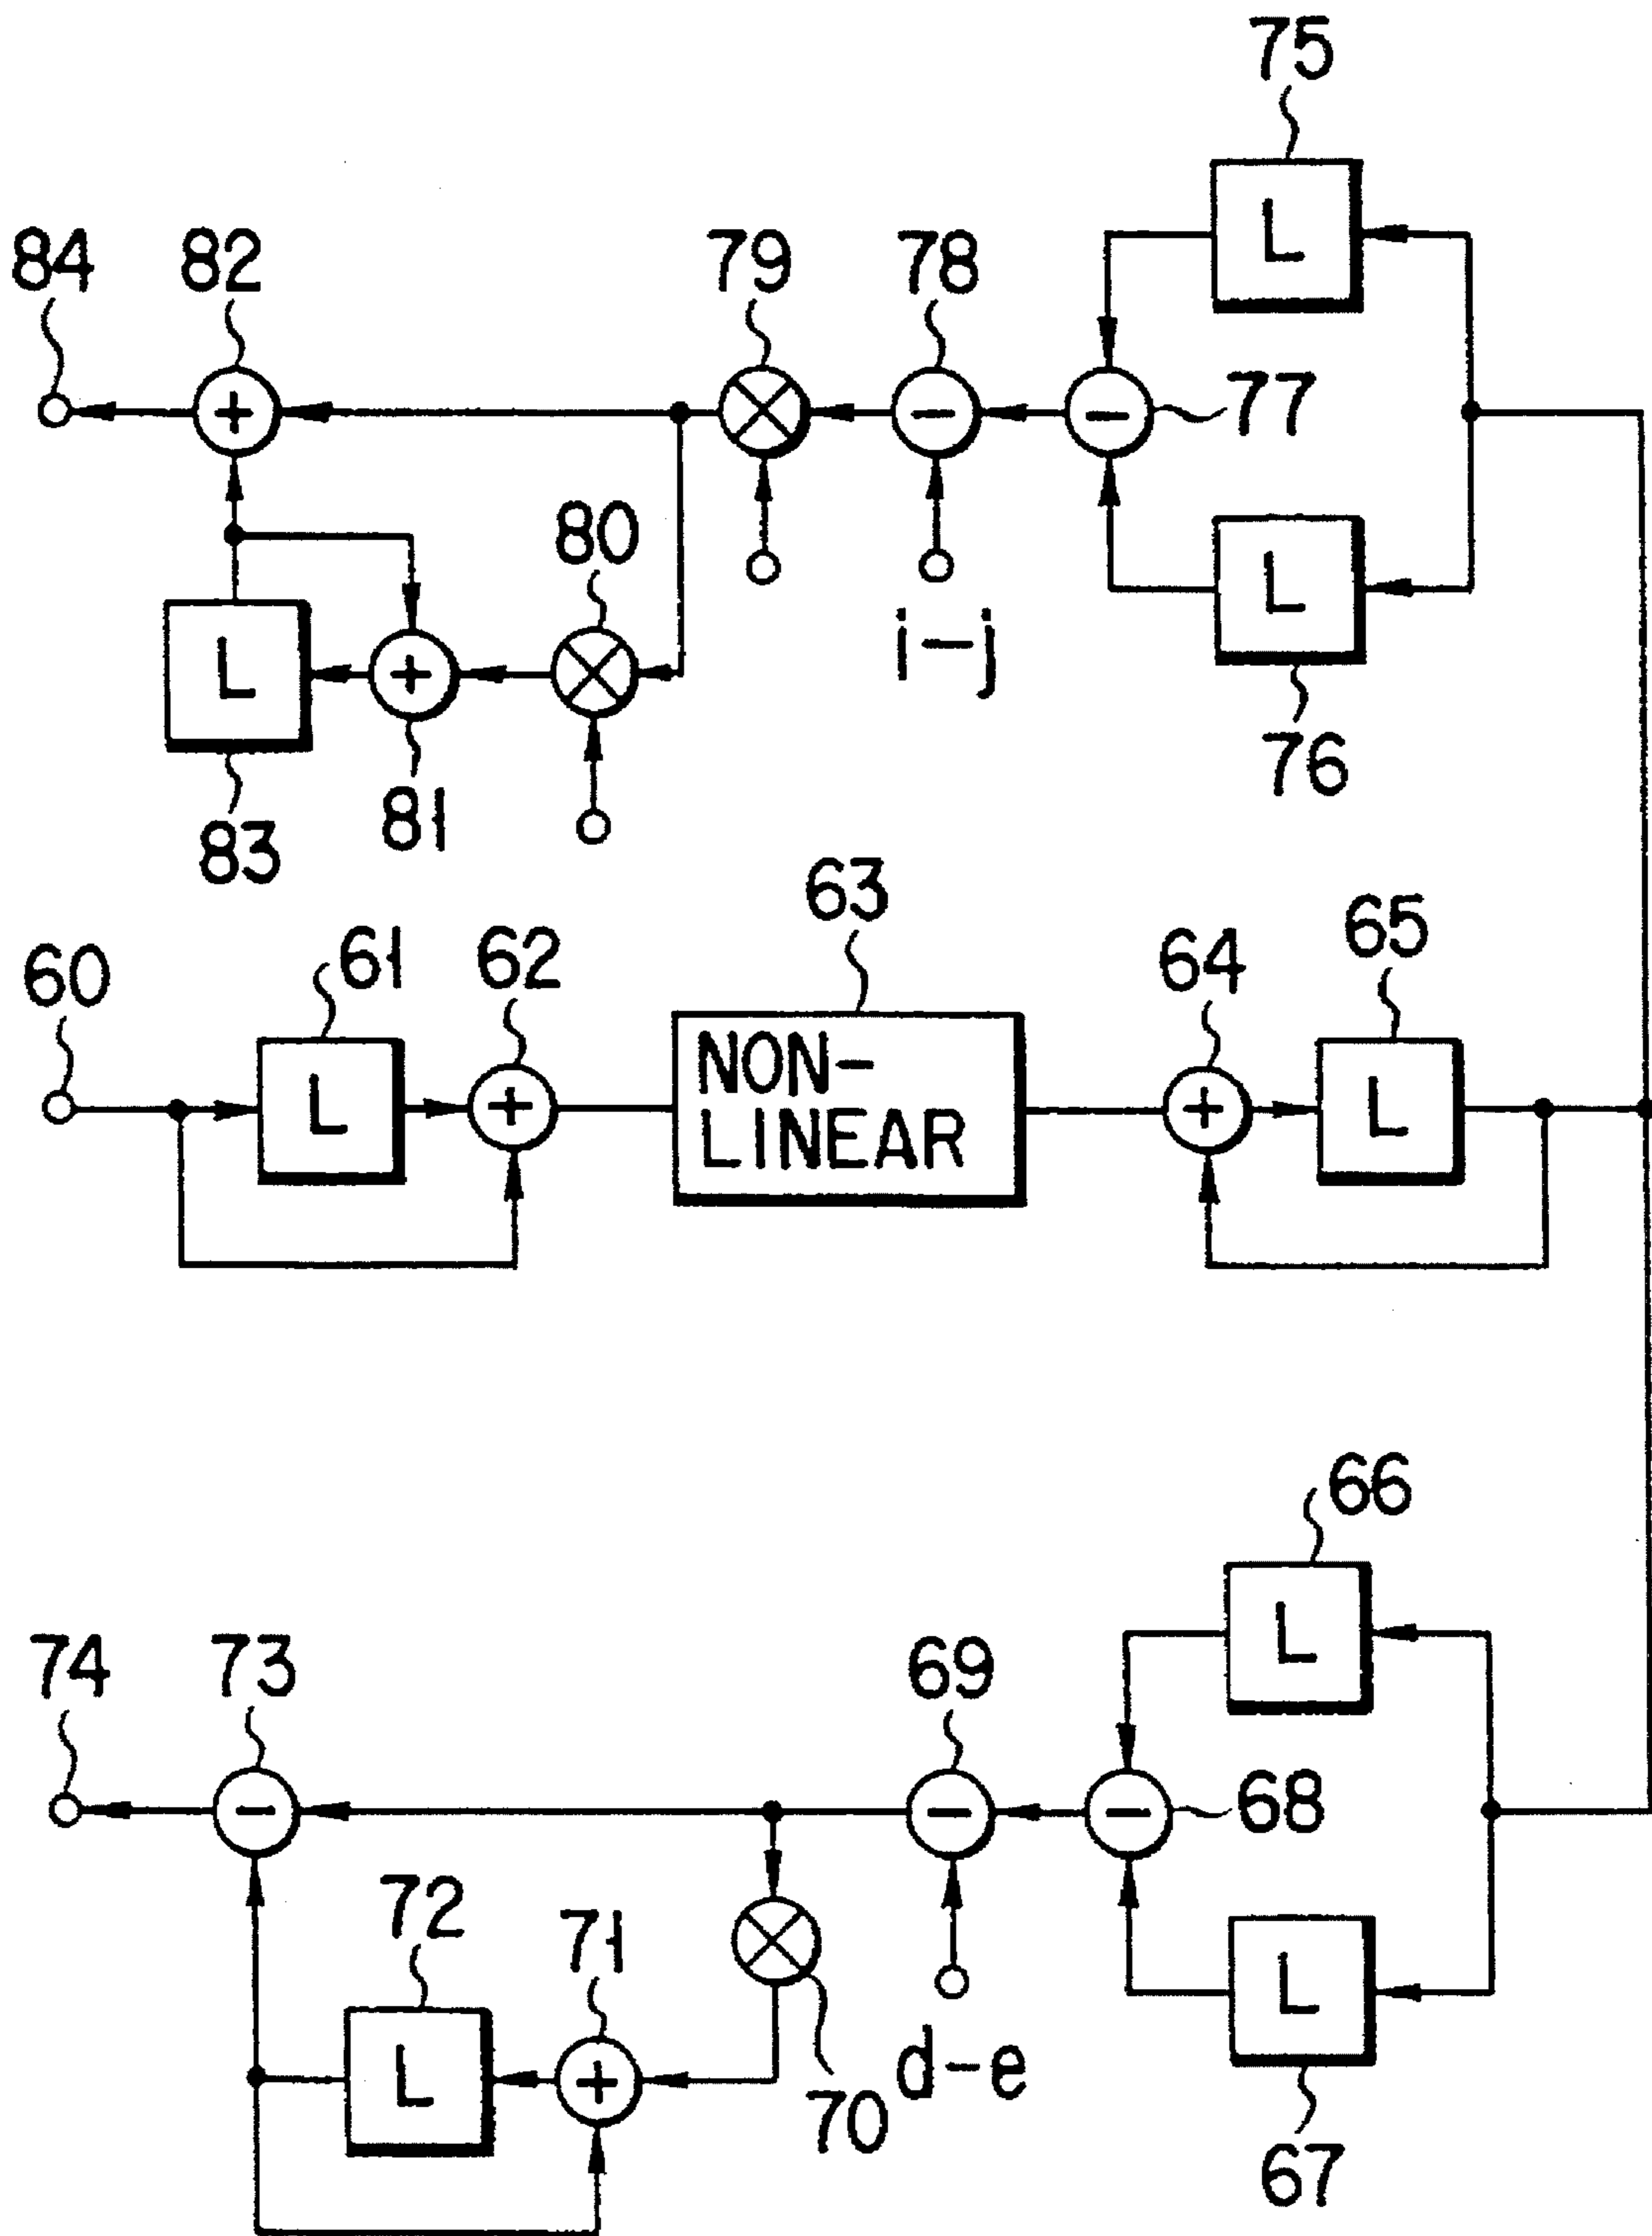 75
L
84 82 79 78
+ × − − 77
80
L
i-j
L + ×
76
83 81
63
60 61 62 64 65
L + NON-
LINEAR + L
66
L
74 73 69
− − − 68
72 71
×
L + 70 d-e
L
67